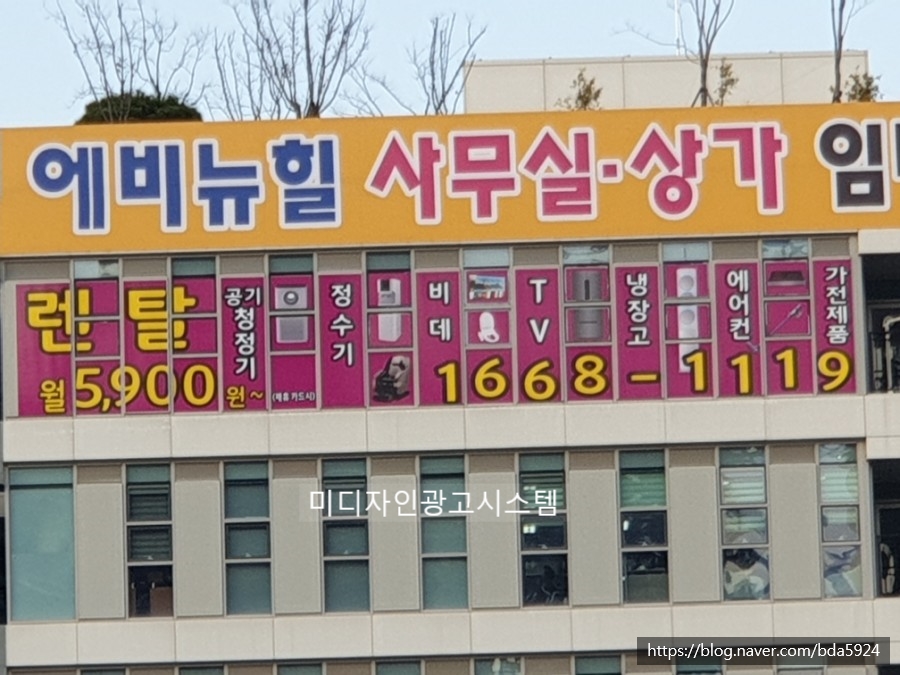 에비뉴힐 사무실·상가 임
렌탈
월 5,900원~
(제휴 카드시)
공기청정기
정수기
비데
TV
냉장고
에어컨
가전제품
1668-1119
미디자인광고시스템
https://blog.naver.com/bda5924